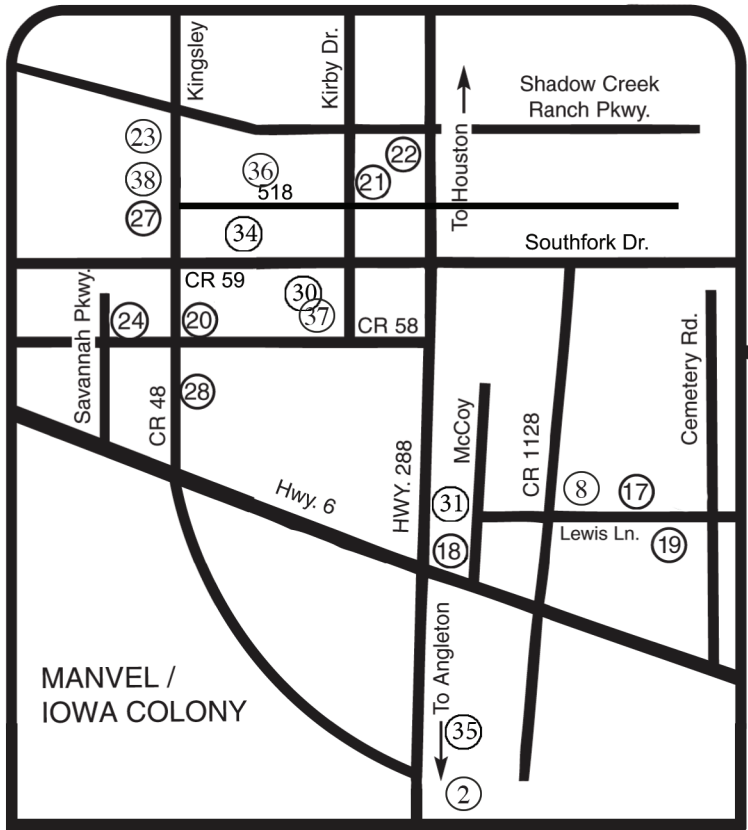 Kingsley
Kirby Dr.
Shadow Creek
Ranch Pkwy.
To Houston
23
22
36
38
21
518
27
34
Southfork Dr.
CR 59
Savannah Pkwy.
30
24
20
37
CR 58
28
CR 48
McCoy
Cemetery Rd.
CR 1128
HWY. 288
Hwy. 6
31
8
17
Lewis Ln.
18
19
MANVEL /
IOWA COLONY
To Angleton
35
2